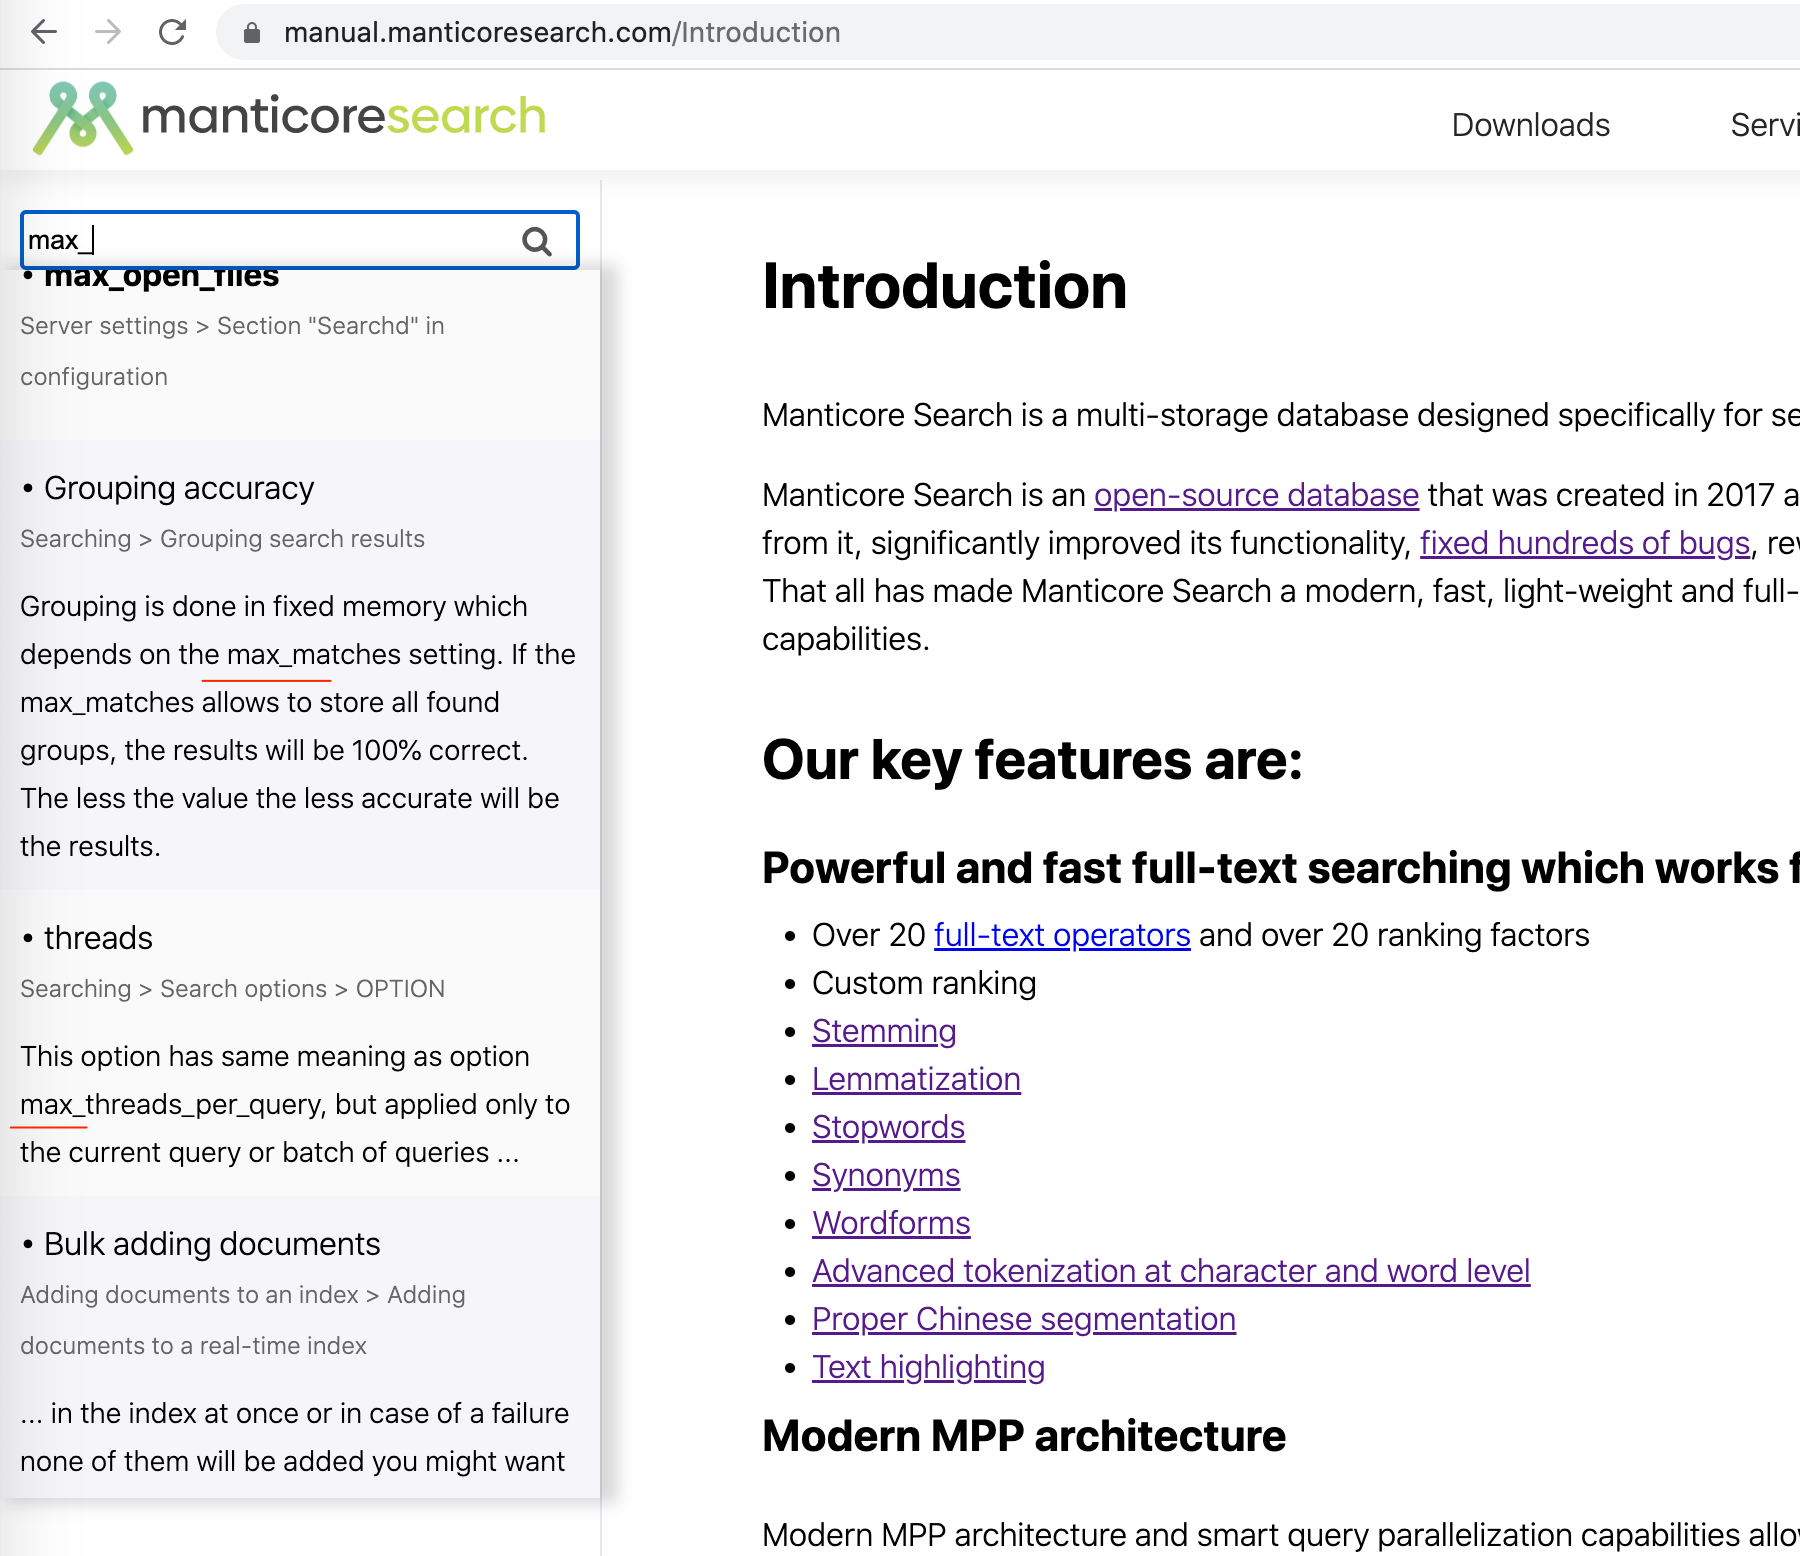 manual.manticoresearch.com/Introduction
manticoresearch
Downloads
Servi
max_
• max_open_files
Server settings > Section "Searchd" in
configuration
• Grouping accuracy
Searching > Grouping search results
Grouping is done in fixed memory which
depends on the max_matches setting. If the
max_matches allows to store all found
groups, the results will be 100% correct.
The less the value the less accurate will be
the results.
• threads
Searching > Search options > OPTION
This option has same meaning as option
max_threads_per_query, but applied only to
the current query or batch of queries ...
• Bulk adding documents
Adding documents to an index > Adding
documents to a real-time index
... in the index at once or in case of a failure
none of them will be added you might want
Introduction
Manticore Search is a multi-storage database designed specifically for se
Manticore Search is an open-source database that was created in 2017 a
from it, significantly improved its functionality, fixed hundreds of bugs, rew
That all has made Manticore Search a modern, fast, light-weight and full-
capabilities.
Our key features are:
Powerful and fast full-text searching which works f
• Over 20 full-text operators and over 20 ranking factors
• Custom ranking
• Stemming
• Lemmatization
• Stopwords
• Synonyms
• Wordforms
• Advanced tokenization at character and word level
• Proper Chinese segmentation
• Text highlighting
Modern MPP architecture
Modern MPP architecture and smart query parallelization capabilities allow